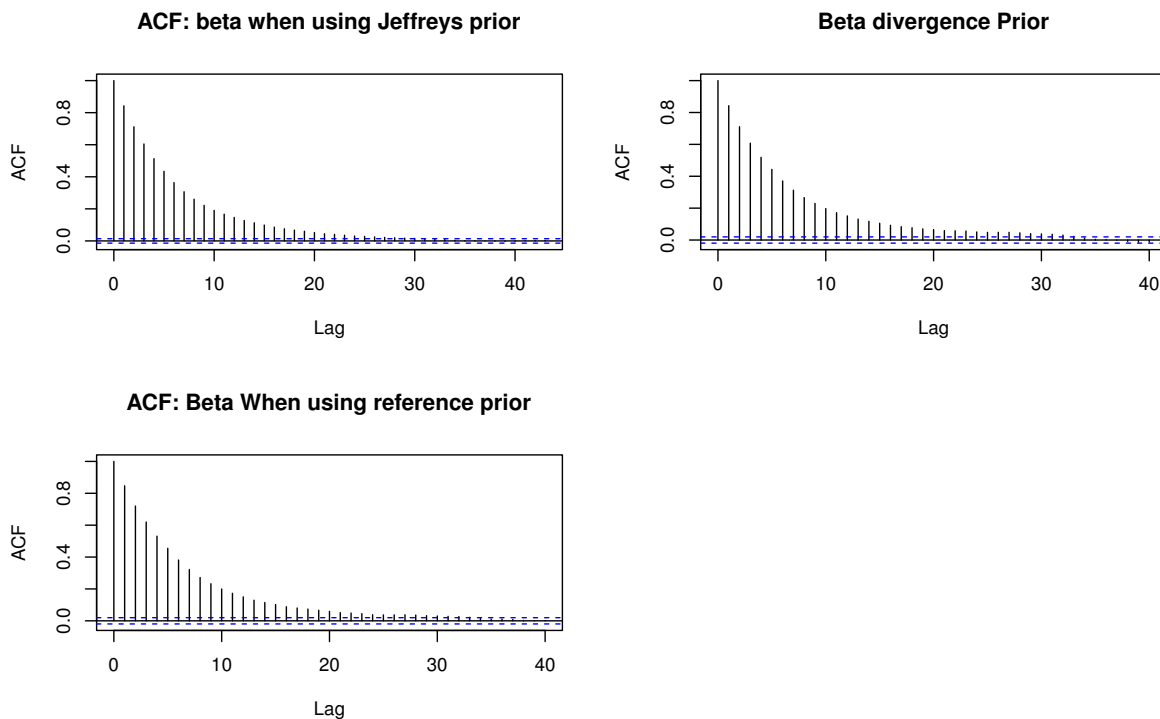 ACF: beta when using Jeffreys prior
ACF
0.0 0.4 0.8
0 10 20 30 40
Lag
Beta divergence Prior
ACF
0.0 0.4 0.8
0 10 20 30 40
Lag
ACF: Beta When using reference prior
ACF
0.0 0.4 0.8
0 10 20 30 40
Lag